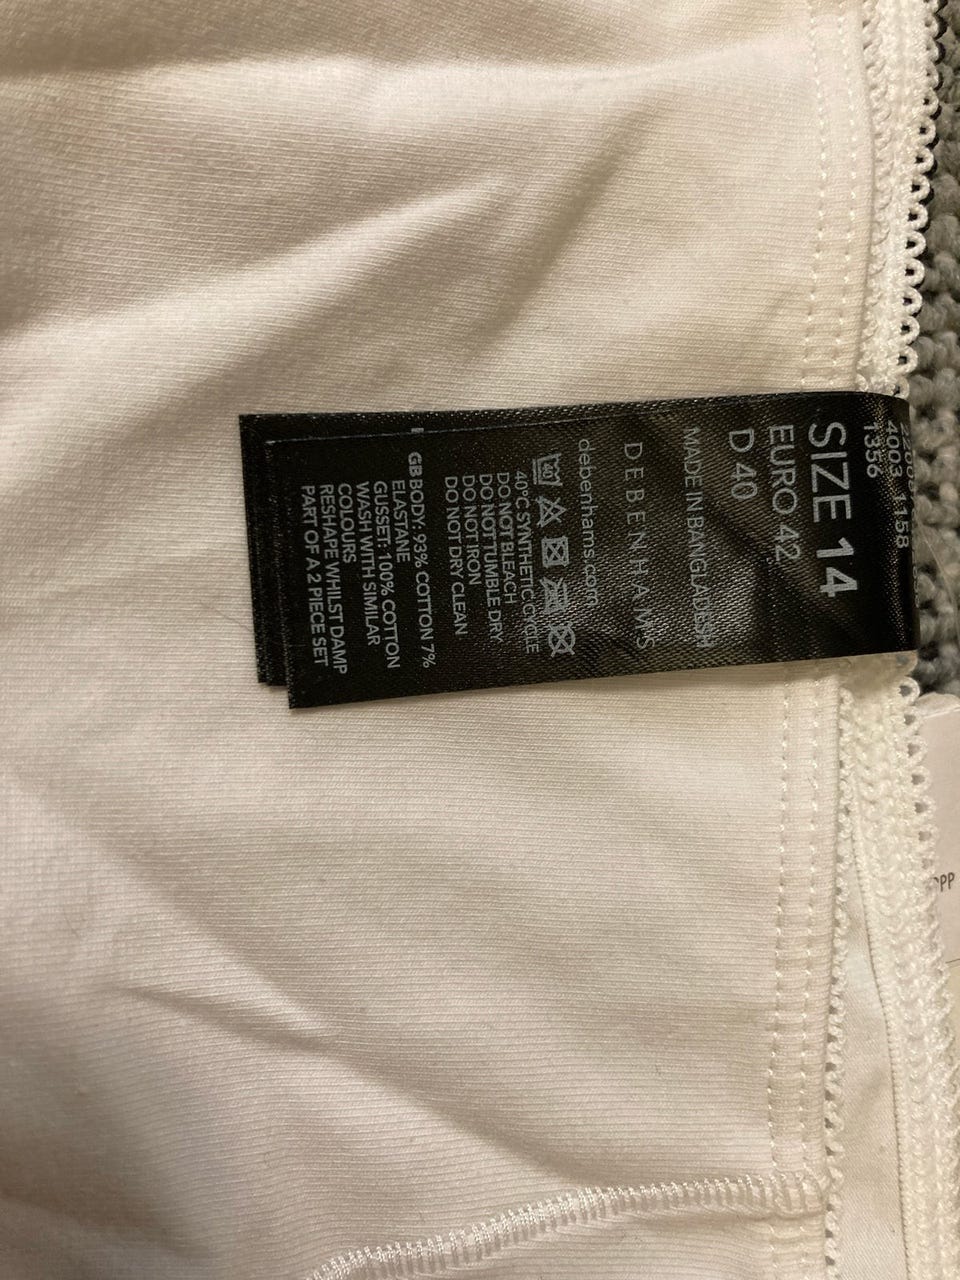 4003 1158
1356
SIZE 14
EURO 42
D 40
MADE IN BANGLADESH
DEBENHAMS
debenhams.com
40°C SYNTHETIC CYCLE
DO NOT BLEACH
DO NOT TUMBLE DRY
DO NOT IRON
DO NOT DRY CLEAN
GB BODY: 93% COTTON 7%
ELASTANE
GUSSET: 100% COTTON
WASH WITH SIMILAR
COLOURS
RESHAPE WHILST DAMP
PART OF A 2 PIECE SET